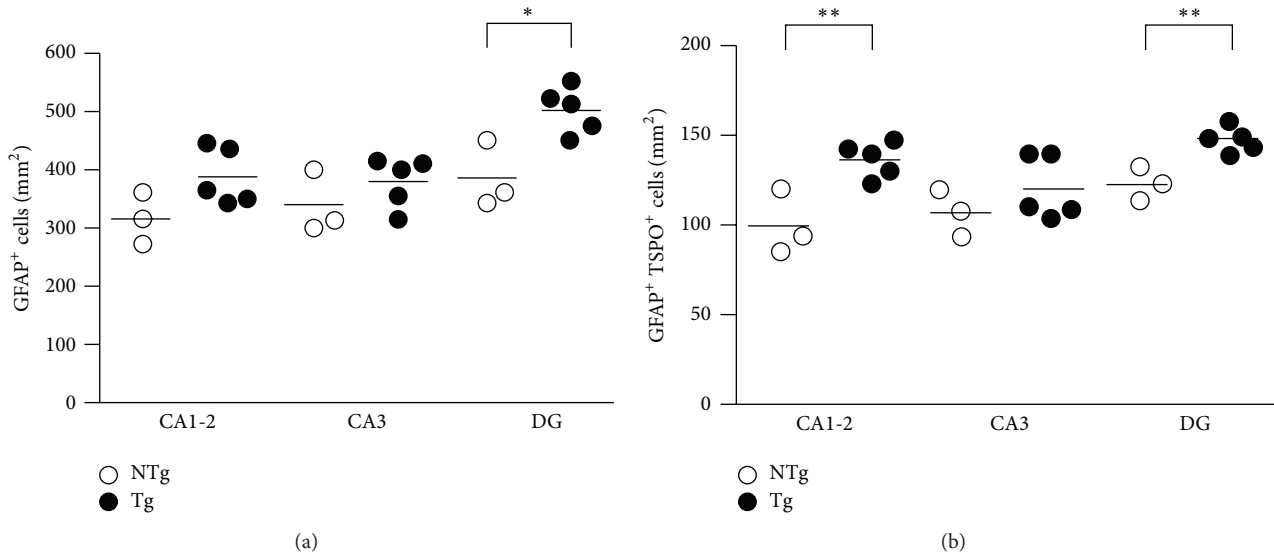 *
600
500
400
300
200
100
0
GFAP⁺ cells (mm²)
CA1-2 CA3 DG
NTg
Tg
(a)
** **
200
150
100
50
0
GFAP⁺ TSPO⁺ cells (mm²)
CA1-2 CA3 DG
NTg
Tg
(b)